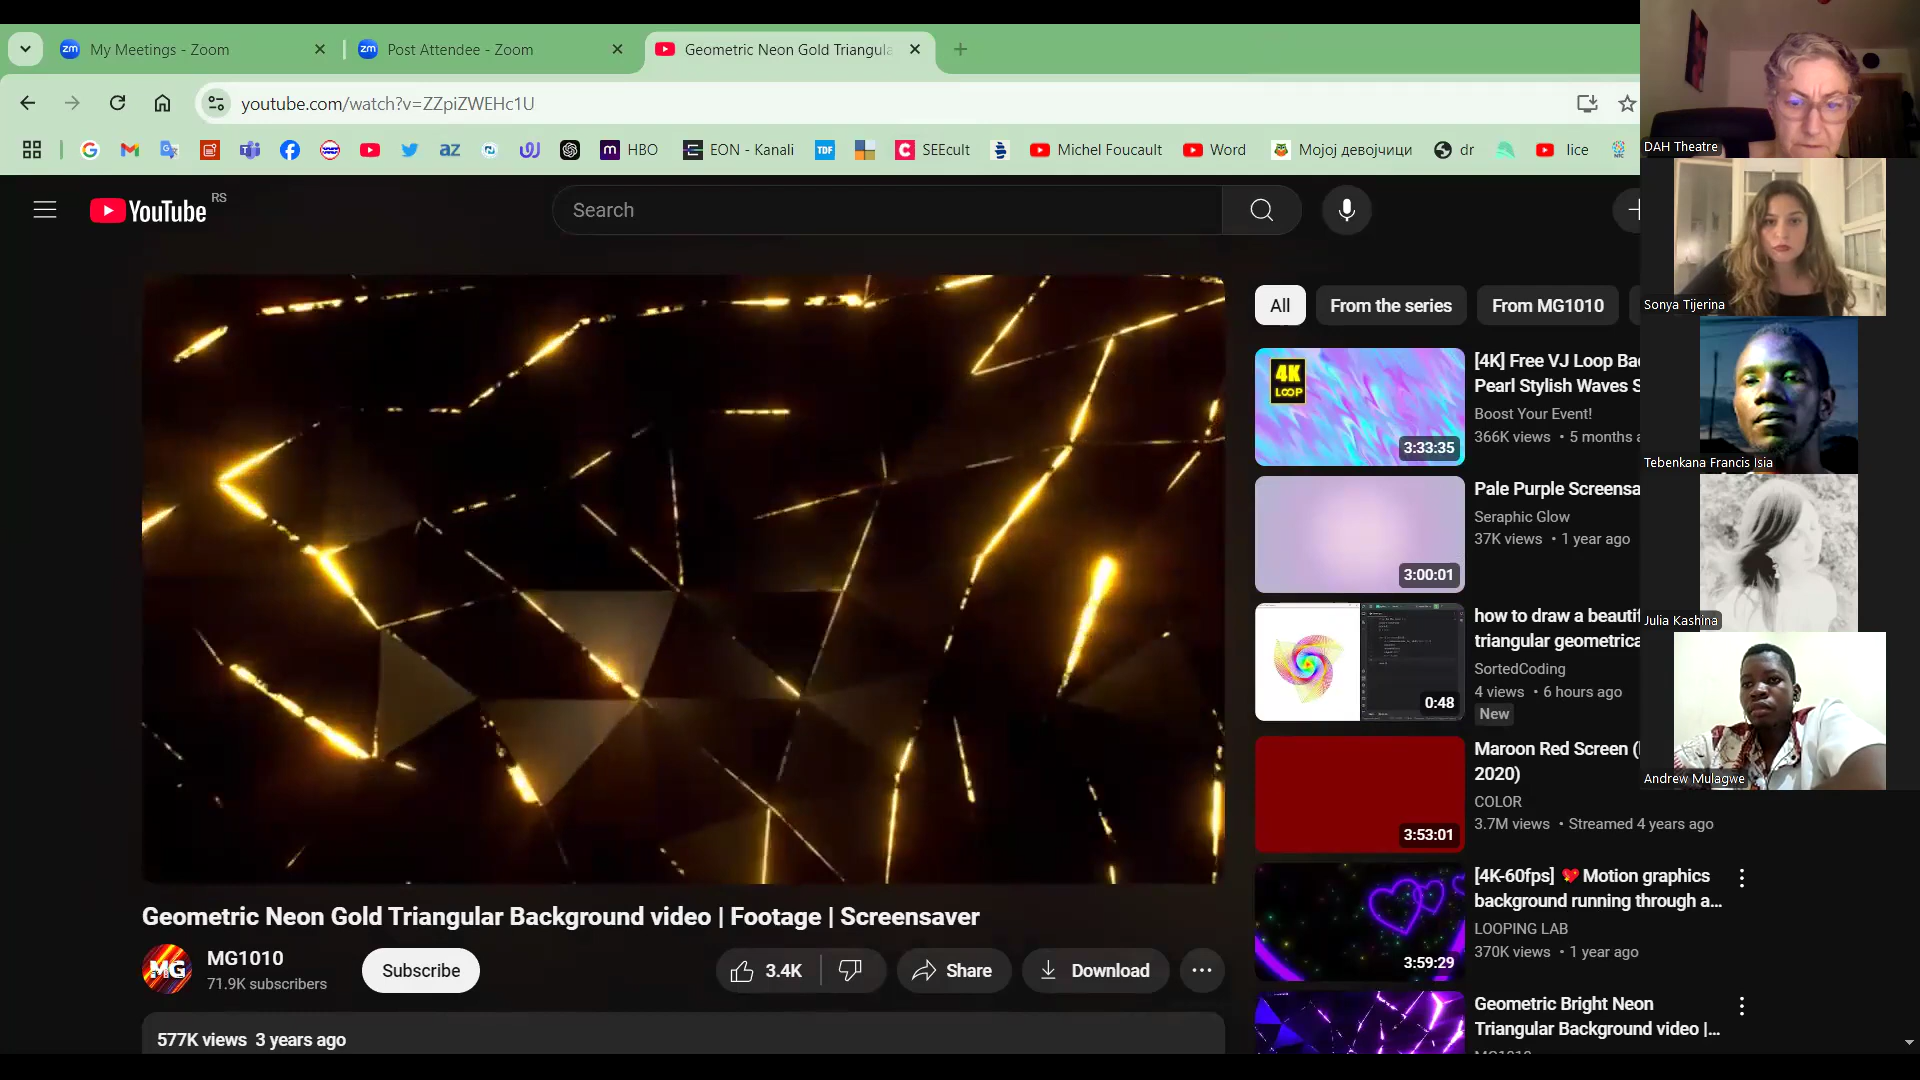 My Meetings - Zoom
Post Attendee - Zoom
Geometric Neon Gold Triangula
youtube.com/watch?v=ZZpiZWEHc1U
HBO
EON - Kanali
TDF
SEEcult
Michel Foucault
Word
Мојој девојчици
dr
lice
YouTube RS
Search
All
From the series
From MG1010
4K
LOOP
3:33:35
[4K] Free VJ Loop Ba
Pearl Stylish Waves S
Boost Your Event!
366K views • 5 months a
3:00:01
Pale Purple Screensa
Seraphic Glow
37K views • 1 year ago
0:48
how to draw a beautif
triangular geometrica
SortedCoding
4 views • 6 hours ago
New
3:53:01
Maroon Red Screen (
2020)
COLOR
3.7M views • Streamed 4 years ago
3:59:29
[4K-60fps] 💖 Motion graphics
background running through a...
LOOPING LAB
370K views • 1 year ago
Geometric Bright Neon
Triangular Background video |...
MG1010
Geometric Neon Gold Triangular Background video | Footage | Screensaver
MG
MG1010
71.9K subscribers
Subscribe
3.4K
Share
Download
577K views 3 years ago
DAH Theatre
Sonya Tijerina
Tebenkana Francis Isia
Julia Kashina
Andrew Mulagwe